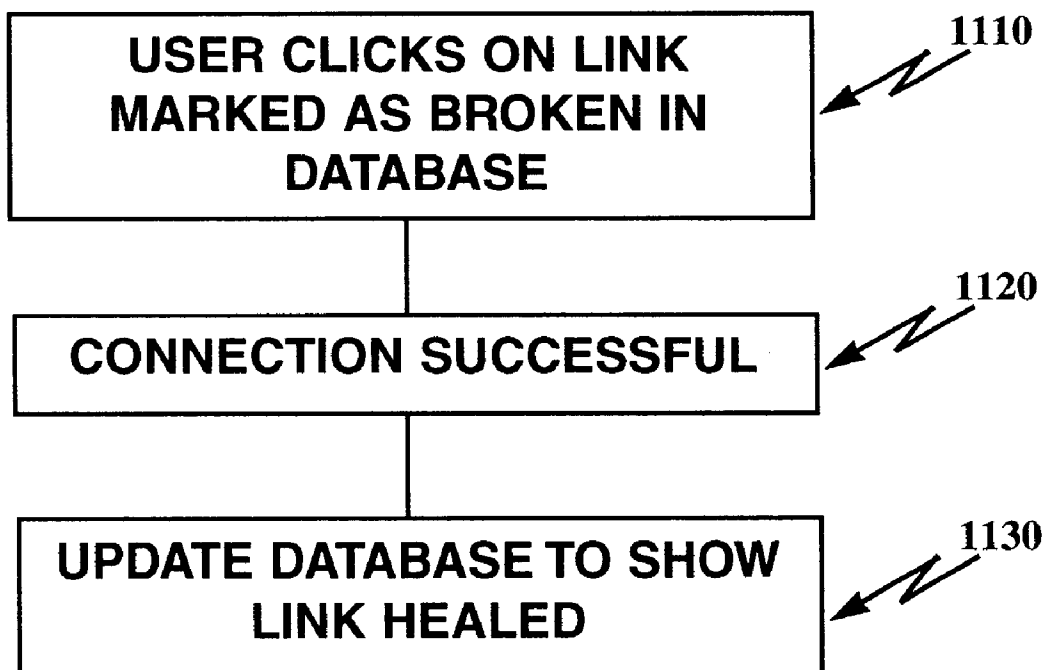 USER CLICKS ON LINK
MARKED AS BROKEN IN
DATABASE
1110
CONNECTION SUCCESSFUL
1120
UPDATE DATABASE TO SHOW
LINK HEALED
1130